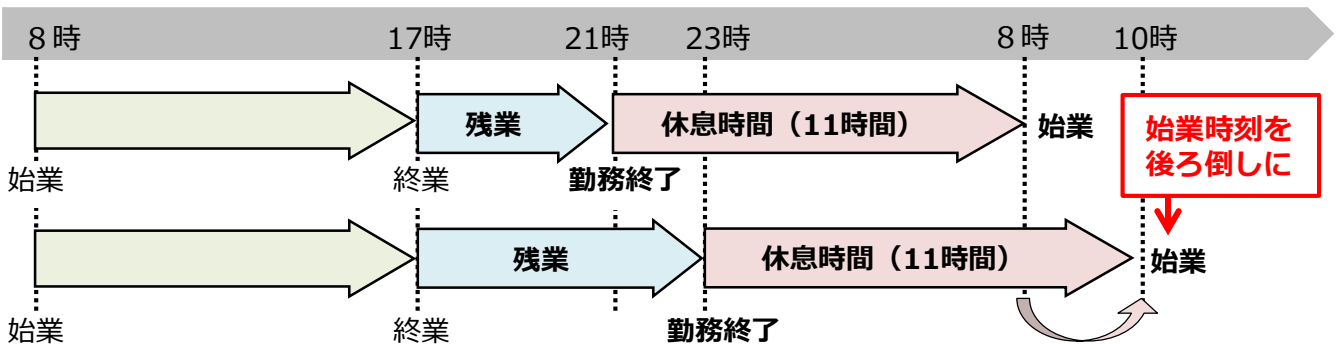 ８時 17時 21時 23時 ８時 10時
残業 休息時間（11時間） 始業
始業時刻を
後ろ倒しに
始業 終業 勤務終了
残業 休息時間（11時間） 始業
始業 終業 勤務終了